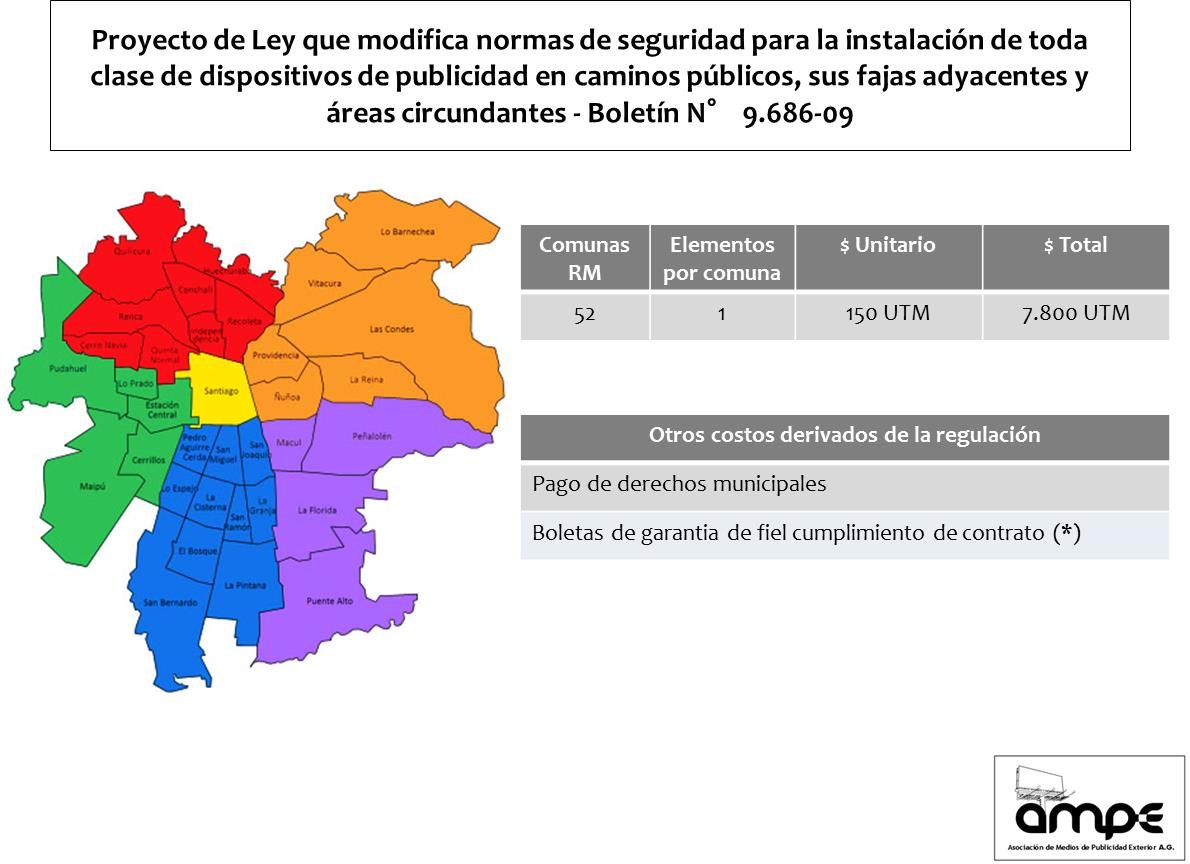 Proyecto de Ley que modifica normas de seguridad para la instalación de toda
clase de dispositivos de publicidad en caminos públicos, sus fajas adyacentes y
áreas circundantes - Boletín N° 9.686-09
Lo Barnechea
Quilicura
Huechuraba
Conchalí
Vitacura
Renca
Recoleta
Indepen
dencia
Las Condes
Cerro Navia
Quinta
Normal
Providencia
Pudahuel
Lo Prado
Santiago
La Reina
Ñuñoa
Estación
Central
Pedro
Aguirre
Cerda
San
Miguel
San
Joaquín
Macul
Peñalolén
Cerrillos
Maipú
Lo Espejo
La
Cisterna
La
Granja
San
Ramón
La Florida
El Bosque
La Pintana
San Bernardo
Puente Alto
Comunas
RM
Elementos
por comuna
$ Unitario
$ Total
52
1
150 UTM
7.800 UTM
Otros costos derivados de la regulación
Pago de derechos municipales
Boletas de garantia de fiel cumplimiento de contrato (*)
ampe
Asociación de Medios de Publicidad Exterior A.G.